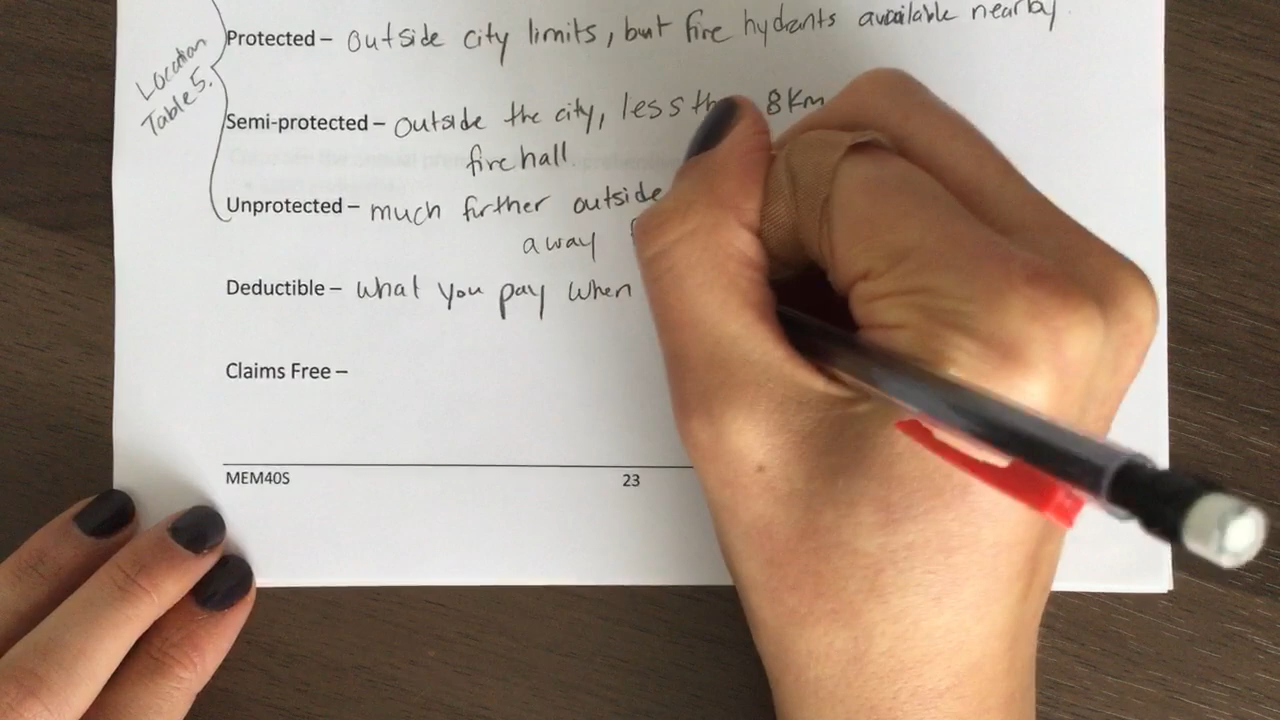 Protected – outside city limits, but fire hydrants available nearby.
Location
Table 5.
Semi-protected – outside the city, less 8Km
fire hall.
Unprotected – much further outside
away
Deductible – what you pay when
Claims Free –
MEM40S 23